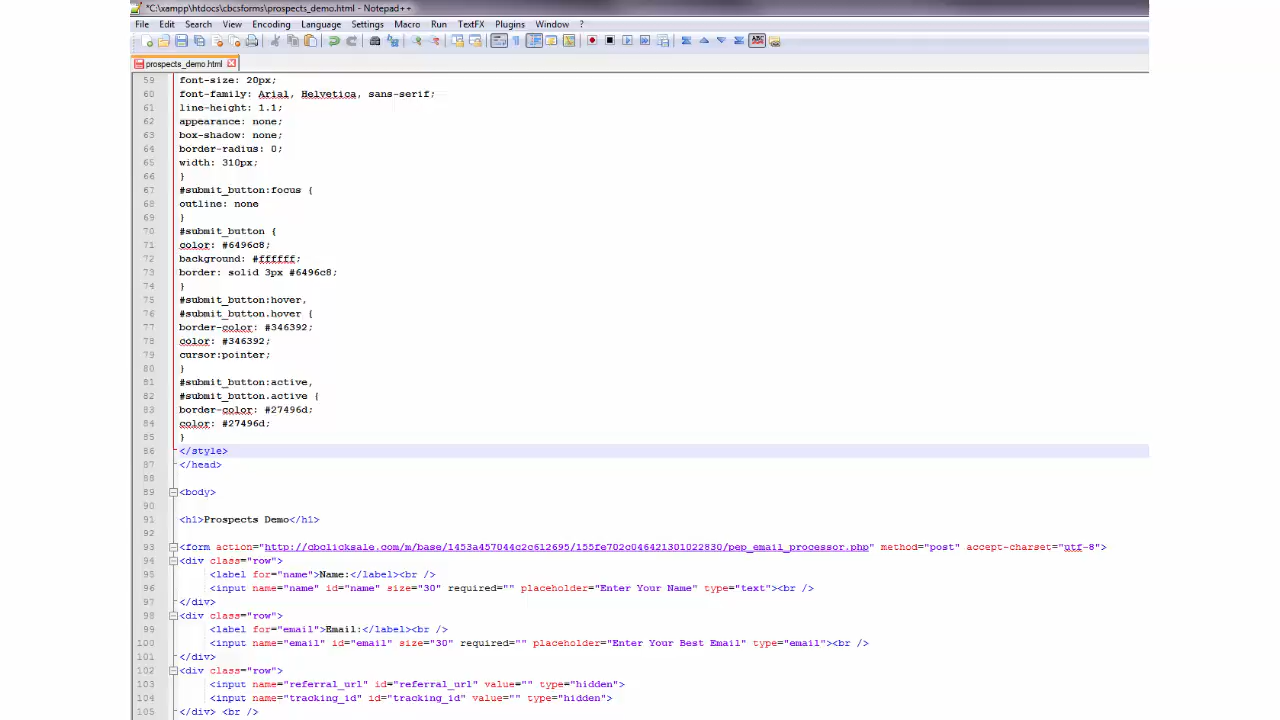 *C:\xampp\htdocs\cbcsforms\prospects_demo.html - Notepad++
File Edit Search View Encoding Language Settings Macro Run TextFX Plugins Window ?
prospects_demo.html
59 font-size: 20px;
60 font-family: Arial, Helvetica, sans-serif;
61 line-height: 1.1;
62 appearance: none;
63 box-shadow: none;
64 border-radius: 0;
65 width: 310px;
66 }
67 #submit_button:focus {
68 outline: none
69 }
70 #submit_button {
71 color: #6496c8;
72 background: #ffffff;
73 border: solid 3px #6496c8;
74 }
75 #submit_button:hover,
76 #submit_button.hover {
77 border-color: #346392;
78 color: #346392;
79 cursor:pointer;
80 }
81 #submit_button:active,
82 #submit_button.active {
83 border-color: #27496d;
84 color: #27496d;
85 }
86 </style>
87 </head>
88
89 <body>
90
91 <h1>Prospects Demo</h1>
92
93 <form action="http://cbclicksale.com/m/base/1453a457044c2c612695/155fe702c046421301022830/pep_email_processor.php" method="post" accept-charset="utf-8">
94 <div class="row">
95 <label for="name">Name:</label><br />
96 <input name="name" id="name" size="30" required="" placeholder="Enter Your Name" type="text"><br />
97 </div>
98 <div class="row">
99 <label for="email">Email:</label><br />
100 <input name="email" id="email" size="30" required="" placeholder="Enter Your Best Email" type="email"><br />
101 </div>
102 <div class="row">
103 <input name="referral_url" id="referral_url" value="" type="hidden">
104 <input name="tracking_id" id="tracking_id" value="" type="hidden">
105 </div> <br />